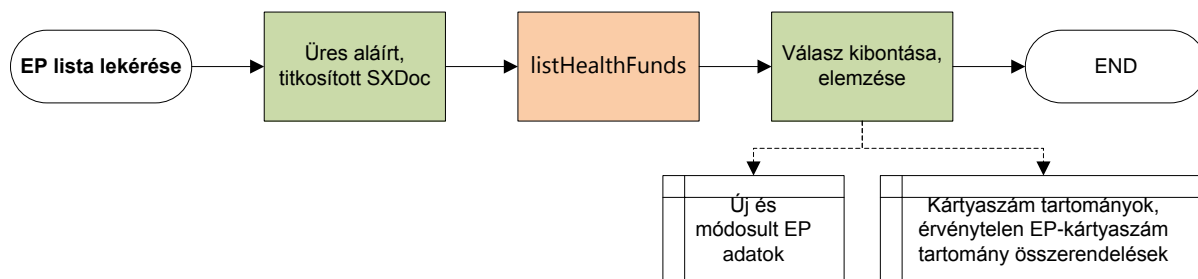 EP lista lekérése
Üres aláírt,
titkosított SXDoc
listHealthFunds
Válasz kibontása,
elemzése
END
Új és
módosult EP
adatok
Kártyaszám tartományok,
érvénytelen EP-kártyaszám
tartomány összerendelések